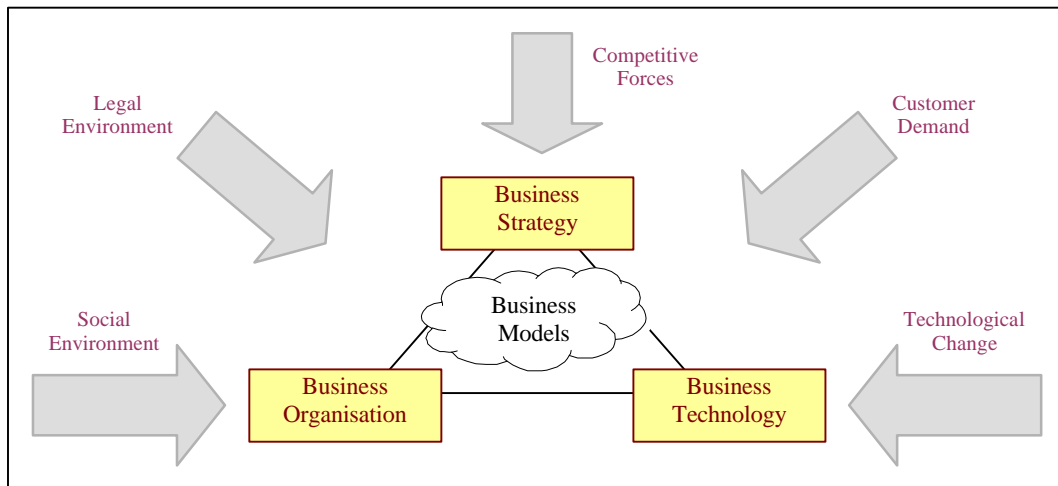 Competitive
Forces
Legal
Environment
Customer
Demand
Business
Strategy
Business
Models
Social
Environment
Technological
Change
Business
Organisation
Business
Technology